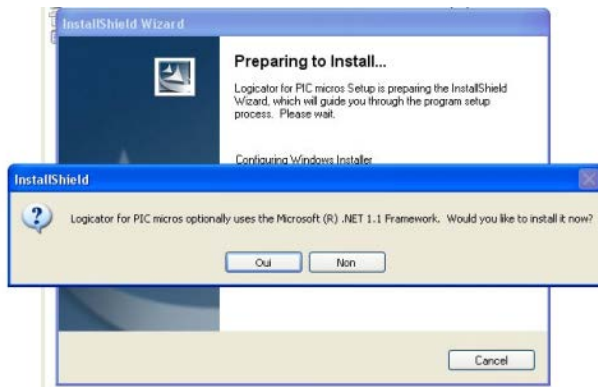 InstallShield Wizard
Preparing to Install...
Logicator for PIC micros Setup is preparing the InstallShield
Wizard, which will guide you through the program setup
process. Please wait.
Configuring Windows Installer
InstallShield
Logicator for PIC micros optionally uses the Microsoft (R) .NET 1.1 Framework. Would you like to install it now?
Oui
Non
Cancel